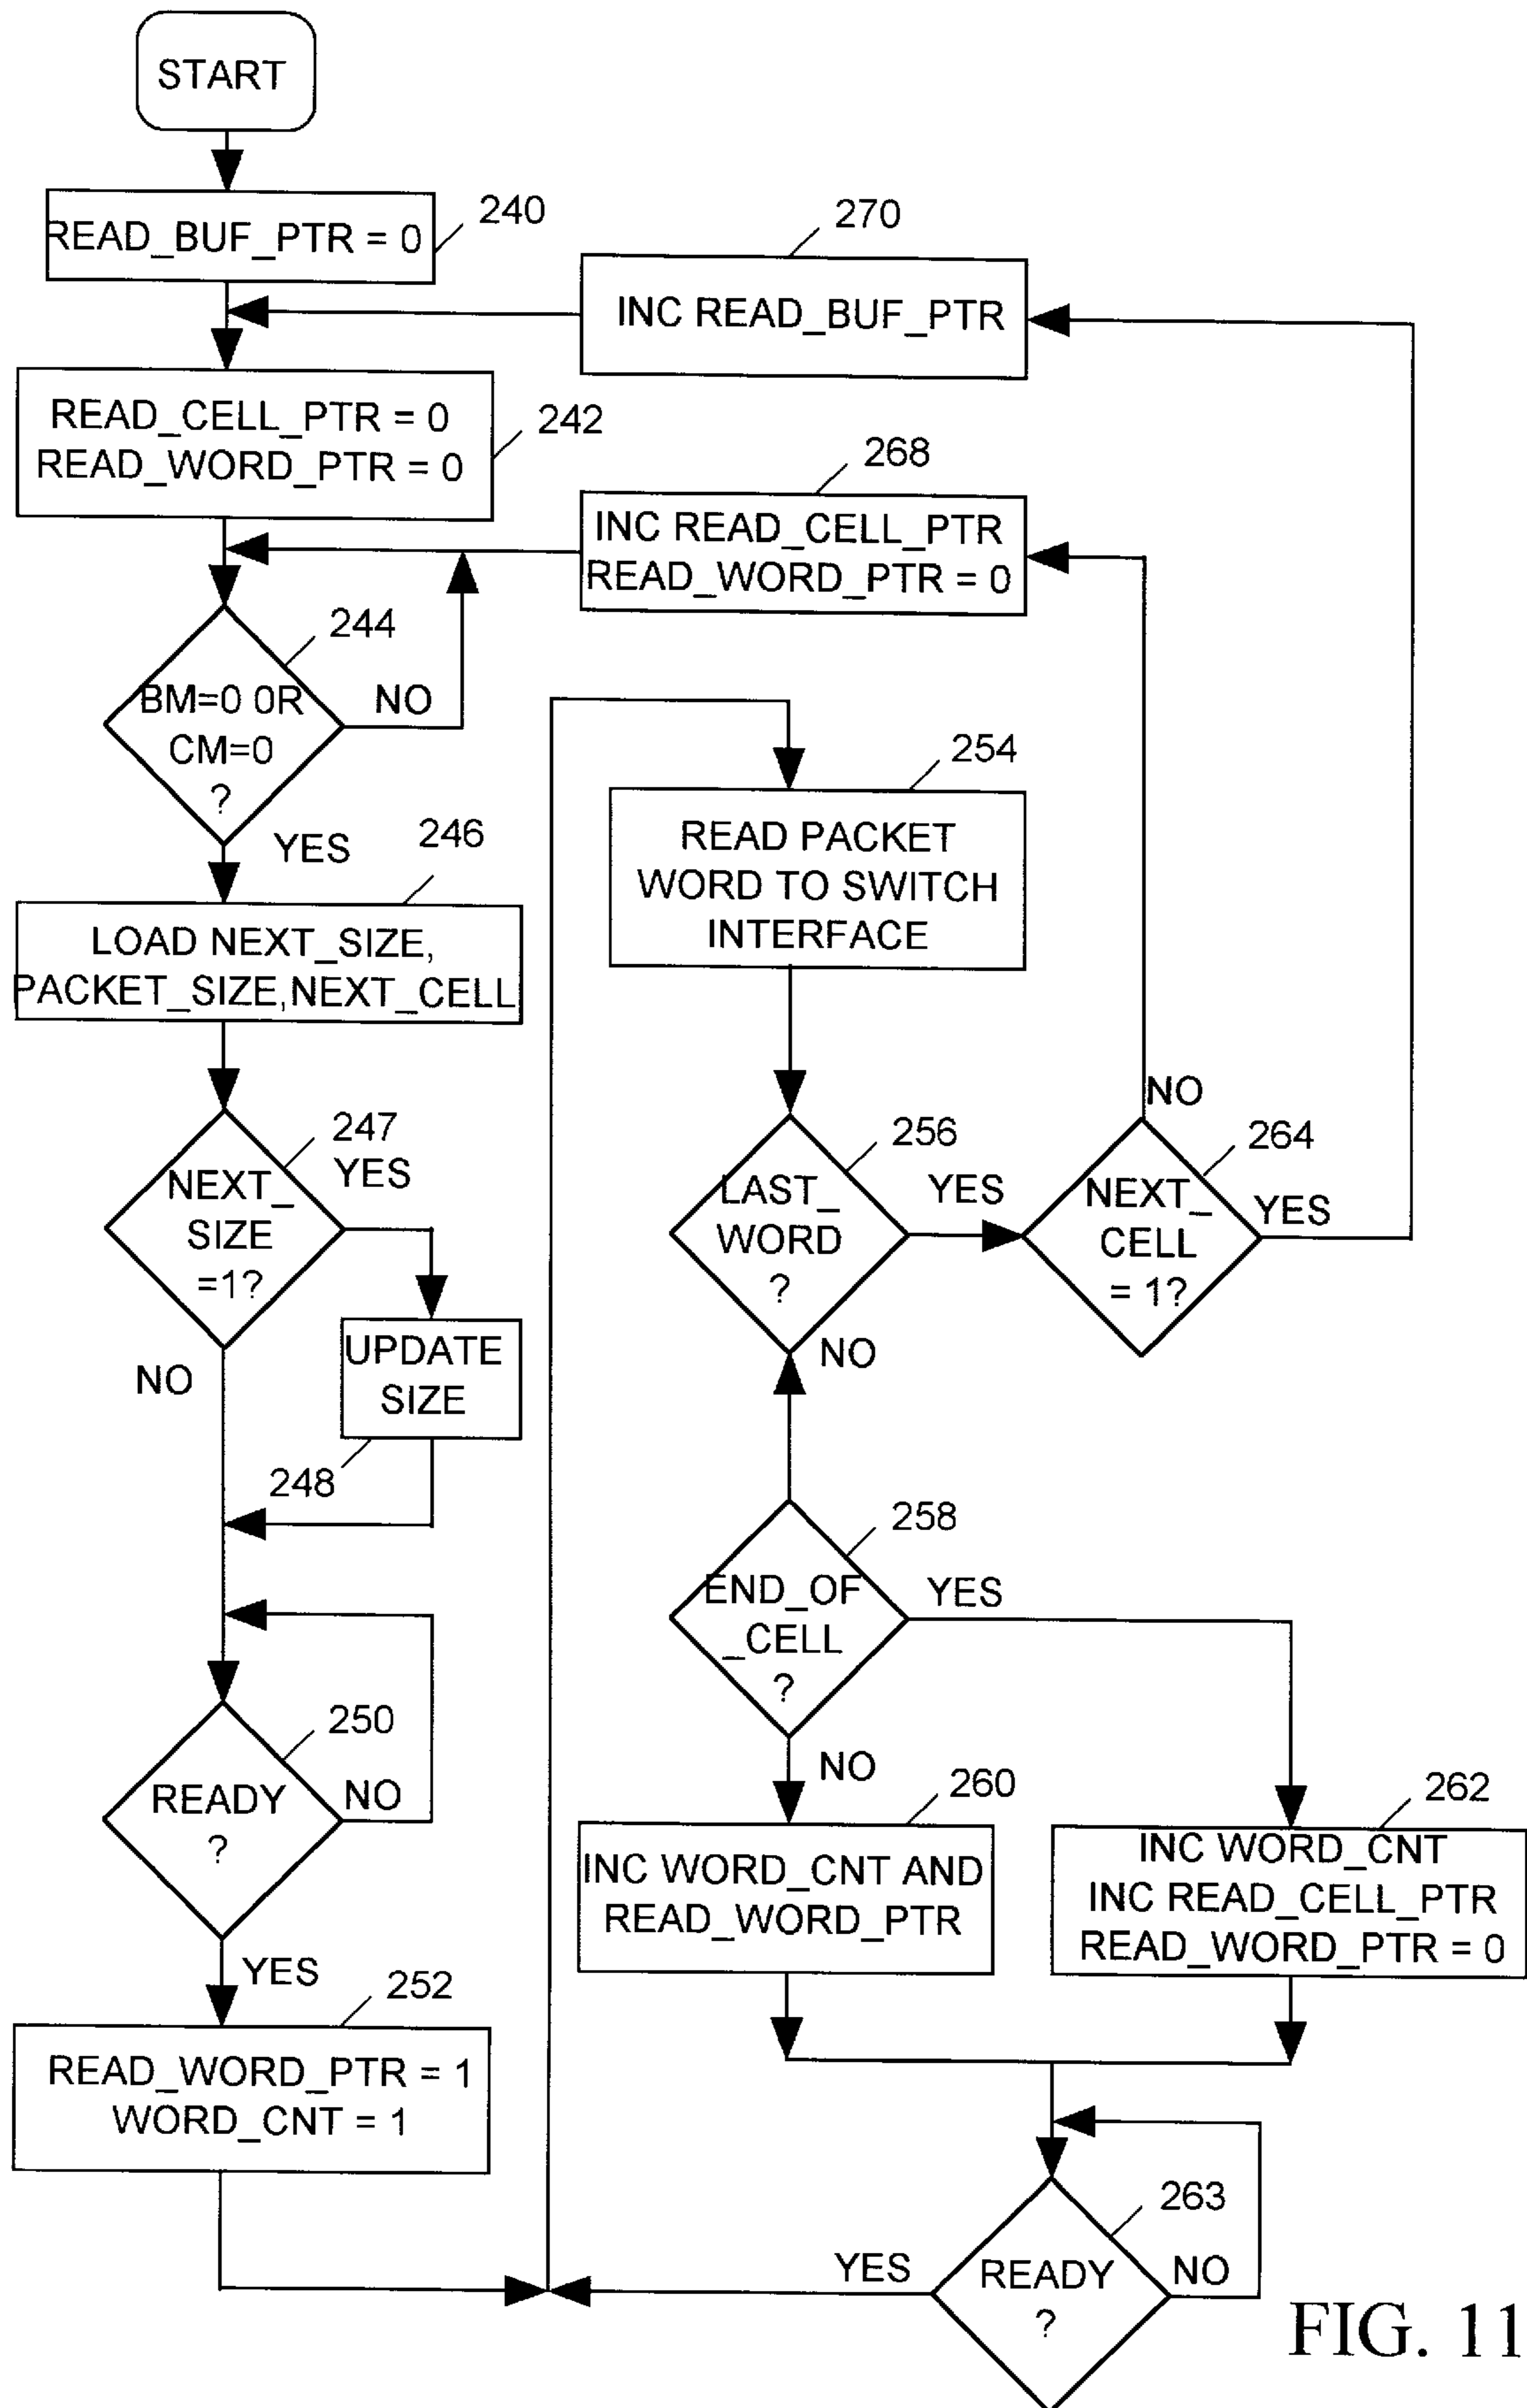 START
READ_BUF_PTR = 0
240
270
INC READ_BUF_PTR
READ_CELL_PTR = 0
READ_WORD_PTR = 0
242
268
INC READ_CELL_PTR
READ_WORD_PTR = 0
244
BM=0 0R
CM=0
?
NO
YES
246
LOAD NEXT_SIZE,
PACKET_SIZE,NEXT_CELL
254
READ PACKET
WORD TO SWITCH
INTERFACE
247
NEXT_
SIZE
=1?
YES
NO
UPDATE
SIZE
248
256
LAST_
WORD
?
YES
NO
264
NEXT_
CELL
= 1?
NO
YES
258
END_OF
_CELL
?
YES
NO
250
READY
?
NO
YES
260
INC WORD_CNT AND
READ_WORD_PTR
262
INC WORD_CNT
INC READ_CELL_PTR
READ_WORD_PTR = 0
252
READ_WORD_PTR = 1
WORD_CNT = 1
263
READY
?
YES
NO
FIG. 11